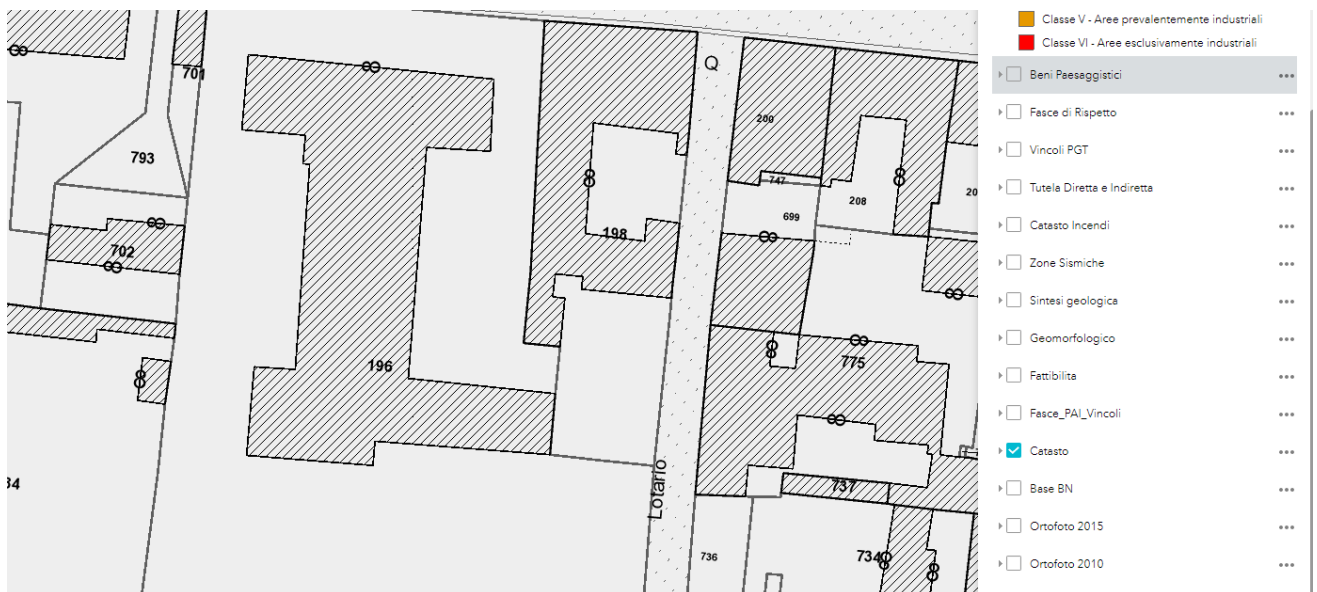 701
Q
200
793
747
208
20
699
702
198
196
775
34
Lotario
737
736
734
Classe V - Aree prevalentemente industriali
Classe VI - Aree esclusivamente industriali
Beni Paesaggistici
Fasce di Rispetto
Vincoli PGT
Tutela Diretta e Indiretta
Catasto Incendi
Zone Sismiche
Sintesi geologica
Geomorfologico
Fattibilita
Fasce_PAI_Vincoli
Catasto
Base BN
Ortofoto 2015
Ortofoto 2010